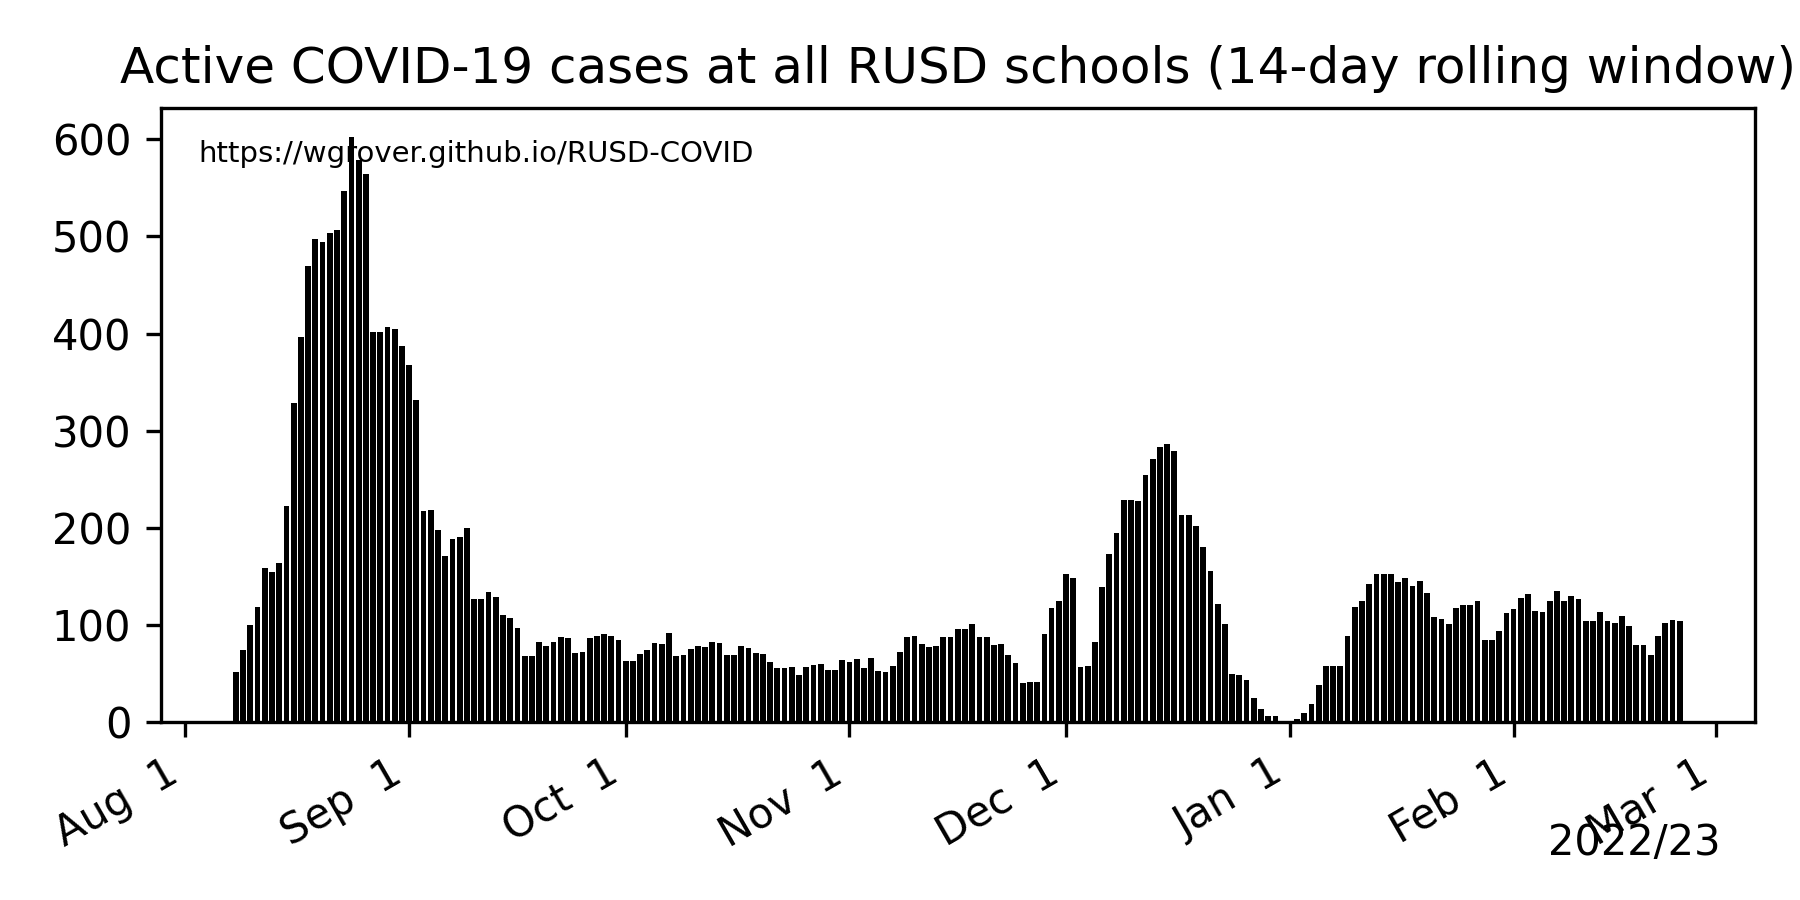 Active COVID-19 cases at all RUSD schools (14-day rolling window)
https://wgrover.github.io/RUSD-COVID
600
500
400
300
200
100
0
Aug 1
Sep 1
Oct 1
Nov 1
Dec 1
Jan 1
Feb 1
Mar 1
2022/23